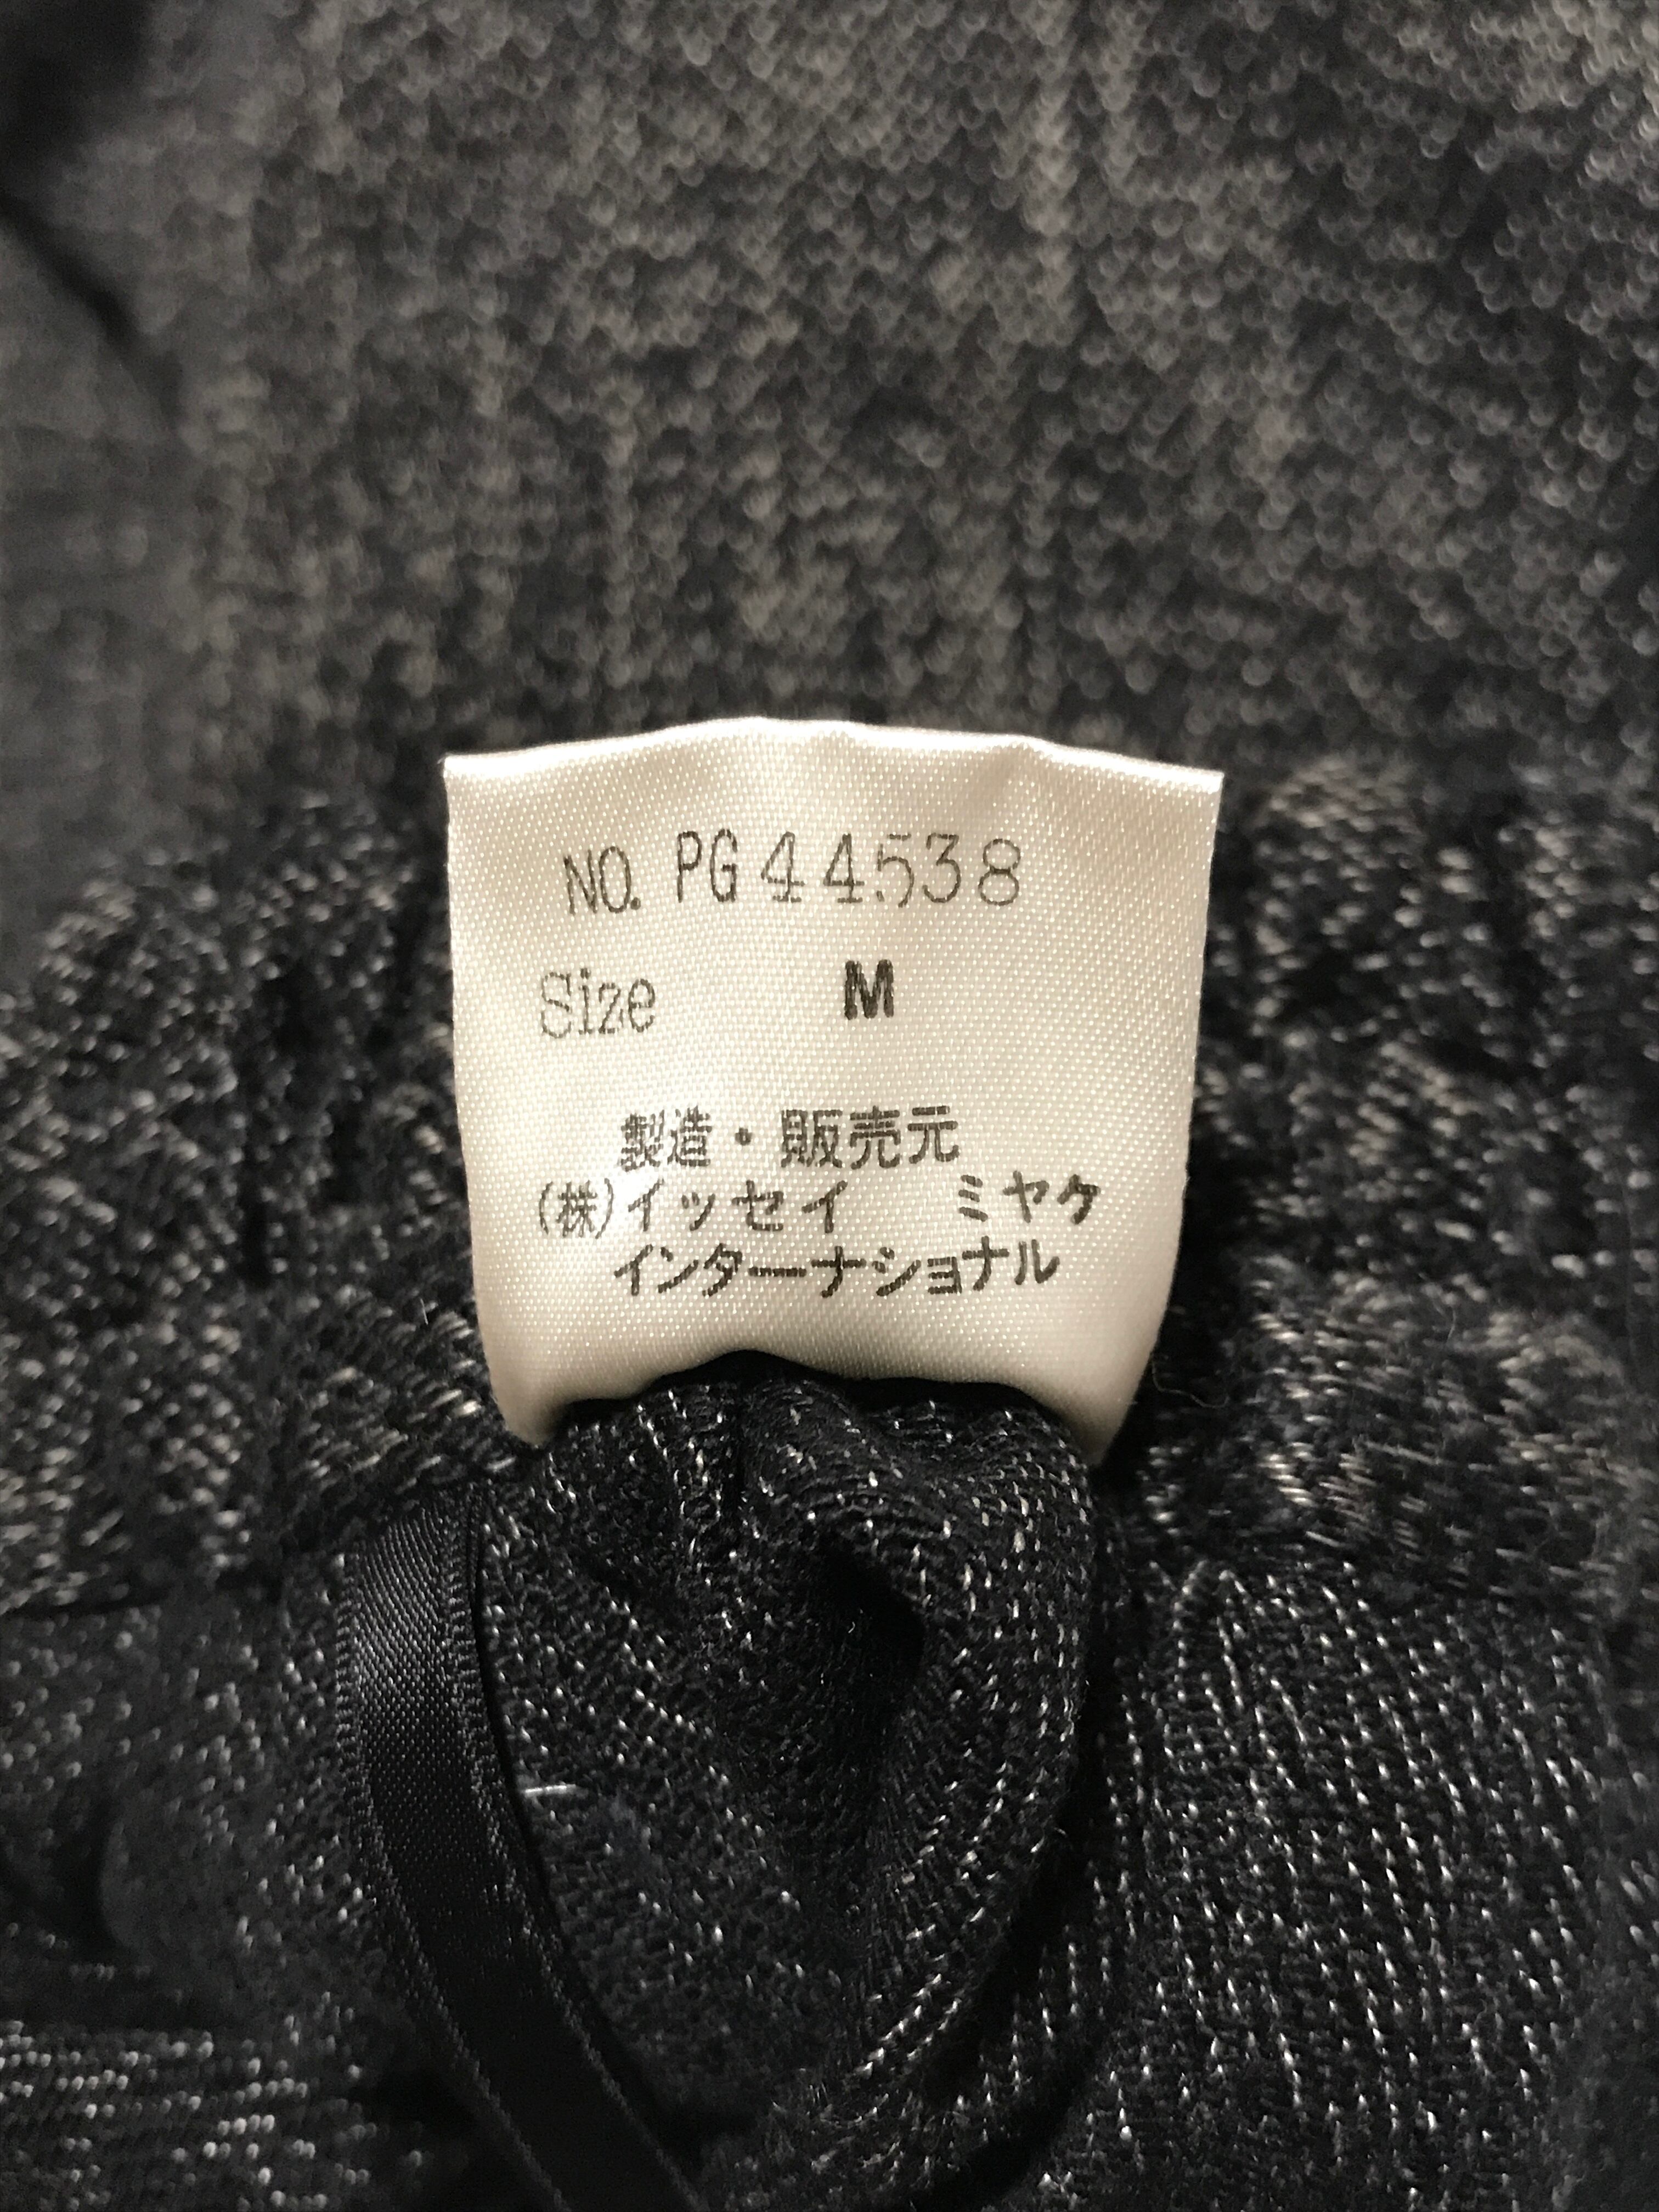 NO. PG44538
Size M
製造・販売元
(株)イッセイ ミヤケ
インターナショナル